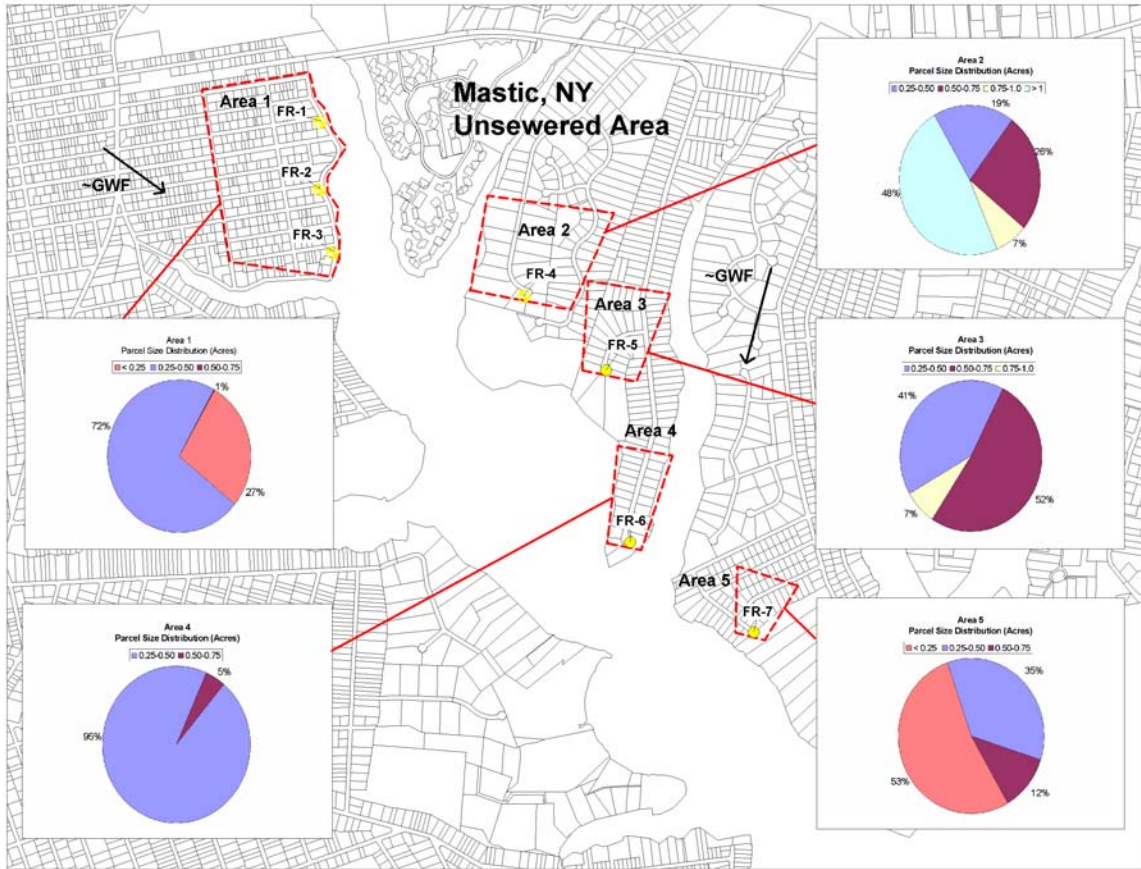 Mastic, NY
Unsewered Area
Area 1
FR-1
FR-2
FR-3
~GWF
Area 2
FR-4
Area 3
FR-5
~GWF
Area 4
FR-6
Area 5
FR-7
Area 2
Parcel Size Distribution (Acres)
0.25-0.50 0.50-0.75 0.75-1.0 > 1
19%
26%
48%
7%
Area 1
Parcel Size Distribution (Acres)
< 0.25 0.25-0.50 0.50-0.75
1%
72%
27%
Area 3
Parcel Size Distribution (Acres)
0.25-0.50 0.50-0.75 0.75-1.0
41%
7%
52%
Area 4
Parcel Size Distribution (Acres)
0.25-0.50 0.50-0.75
5%
95%
Area 5
Parcel Size Distribution (Acres)
< 0.25 0.25-0.50 0.50-0.75
35%
53%
12%